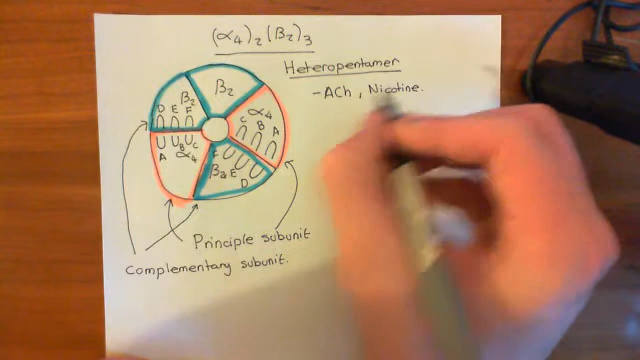 (α4)2(β2)3
Heteropentamer
-ACh, Nicotine.
β2
β2
D E F
α4
C B A
A B C
α4
F E D
β2
Principle subunit
Complementary subunit.